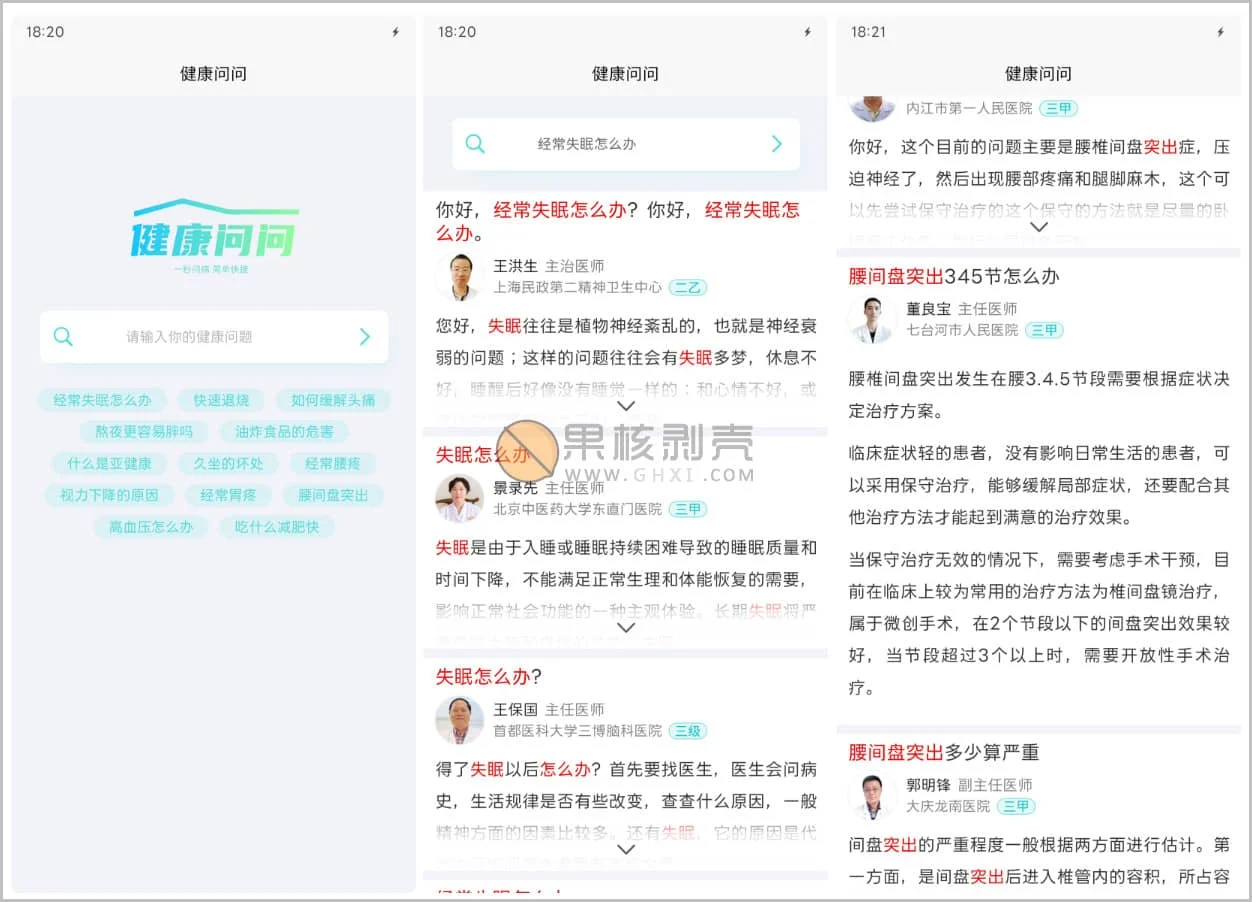 18:20
健康问问
健康问问
一秒问病 简单快捷
请输入你的健康问题
经常失眠怎么办 快速退烧 如何缓解头痛
熬夜更容易胖吗 油炸食品的危害
什么是亚健康 久坐的坏处 经常腰疼
视力下降的原因 经常胃疼 腰间盘突出
高血压怎么办 吃什么减肥快
18:20
健康问问
经常失眠怎么办
你好，经常失眠怎么办？你好，经常失眠怎
么办。
王洪生 主治医师
上海民政第二精神卫生中心 二乙
您好，失眠往往是植物神经紊乱的，也就是神经衰
弱的问题；这样的问题往往会有失眠多梦，休息不
好，睡醒后好像没有睡觉一样的；和心情不好，或
失眠怎么办
景录先 主任医师
北京中医药大学东直门医院 三甲
失眠是由于入睡或睡眠持续困难导致的睡眠质量和
时间下降，不能满足正常生理和体能恢复的需要，
影响正常社会功能的一种主观体验。长期失眠将严
失眠怎么办？
王保国 主任医师
首都医科大学三博脑科医院 三级
得了失眠以后怎么办？首先要找医生，医生会问病
史，生活规律是否有些改变，查查什么原因，一般
精神方面的因素比较多。还有失眠，它的原因是代
18:21
健康问问
内江市第一人民医院 三甲
你好，这个目前的问题主要是腰椎间盘突出症，压
迫神经了，然后出现腰部疼痛和腿脚麻木，这个可
以先尝试保守治疗的这个保守的方法就是尽量的卧
腰间盘突出345节怎么办
董良宝 主任医师
七台河市人民医院 三甲
腰椎间盘突出发生在腰3.4.5节段需要根据症状决
定治疗方案。
临床症状轻的患者，没有影响日常生活的患者，可
以采用保守治疗，能够缓解局部症状，还要配合其
他治疗方法才能起到满意的治疗效果。
当保守治疗无效的情况下，需要考虑手术干预，目
前在临床上较为常用的治疗方法为椎间盘镜治疗，
属于微创手术，在2个节段以下的间盘突出效果较
好，当节段超过3个以上时，需要开放性手术治
疗。
腰间盘突出多少算严重
郭明锋 副主任医师
大庆龙南医院 三甲
间盘突出的严重程度一般根据两方面进行估计。第
一方面，是间盘突出后进入椎管内的容积，所占容
果核剥壳
WWW.GHXI.COM